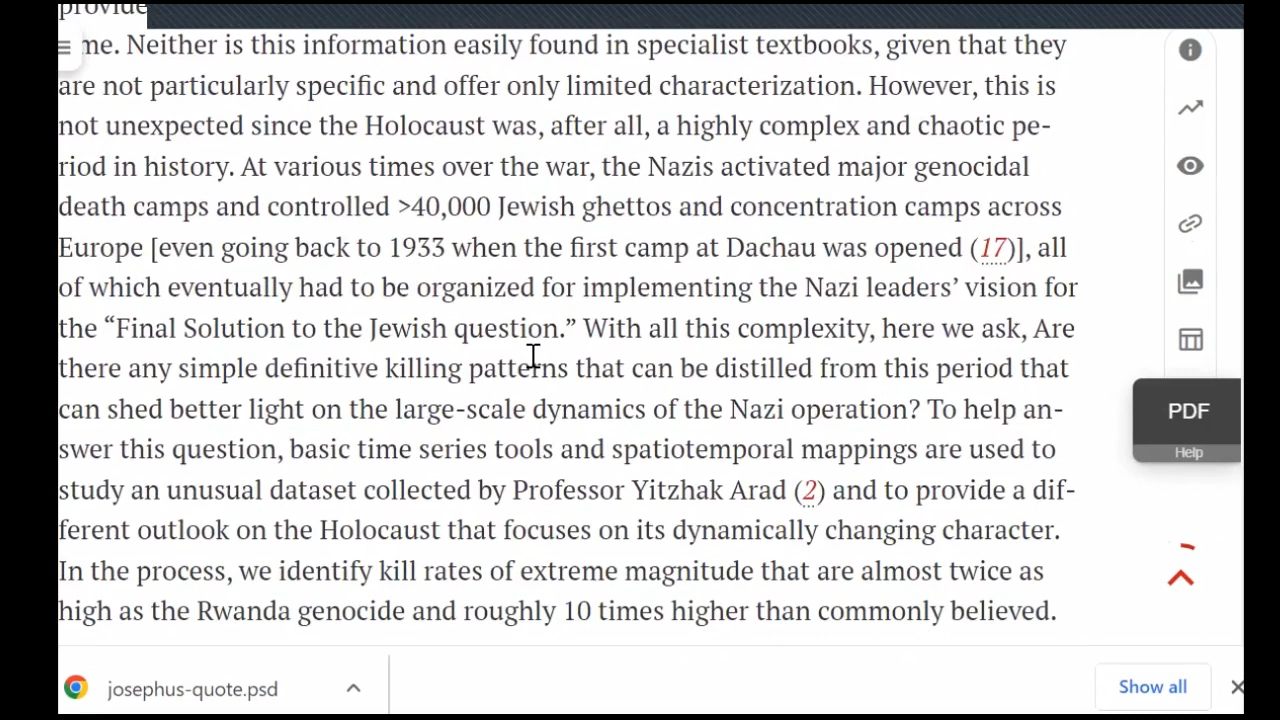 provide
me. Neither is this information easily found in specialist textbooks, given that they
are not particularly specific and offer only limited characterization. However, this is
not unexpected since the Holocaust was, after all, a highly complex and chaotic pe-
riod in history. At various times over the war, the Nazis activated major genocidal
death camps and controlled >40,000 Jewish ghettos and concentration camps across
Europe [even going back to 1933 when the first camp at Dachau was opened (17)], all
of which eventually had to be organized for implementing the Nazi leaders’ vision for
the “Final Solution to the Jewish question.” With all this complexity, here we ask, Are
there any simple definitive killing patterns that can be distilled from this period that
can shed better light on the large-scale dynamics of the Nazi operation? To help an-
swer this question, basic time series tools and spatiotemporal mappings are used to
study an unusual dataset collected by Professor Yitzhak Arad (2) and to provide a dif-
ferent outlook on the Holocaust that focuses on its dynamically changing character.
In the process, we identify kill rates of extreme magnitude that are almost twice as
high as the Rwanda genocide and roughly 10 times higher than commonly believed.
PDF
Help
josephus-quote.psd
Show all